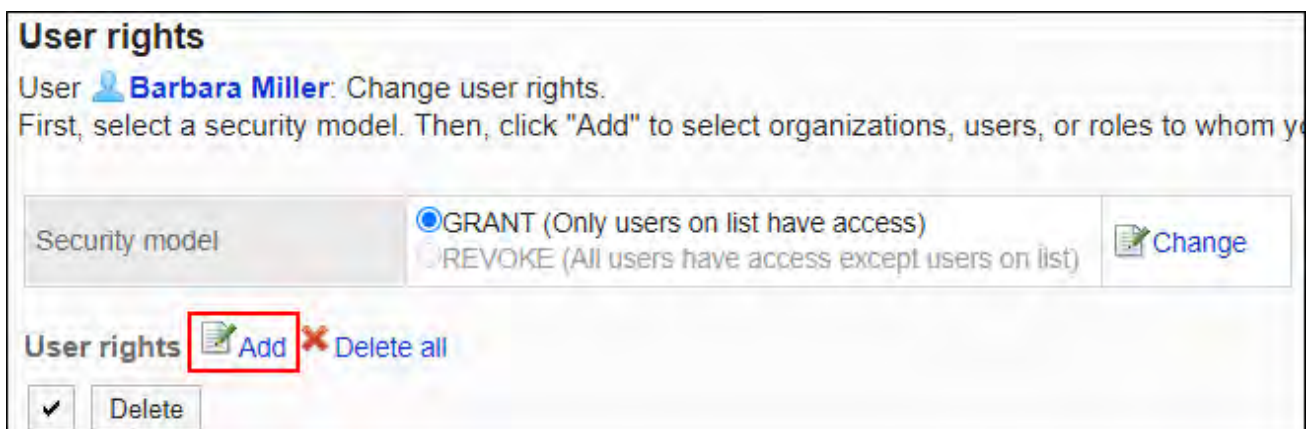 User rights
User Barbara Miller: Change user rights.
First, select a security model. Then, click "Add" to select organizations, users, or roles to whom
Security model
GRANT (Only users on list have access)
REVOKE (All users have access except users on list)
Change
User rights Add Delete all
Delete